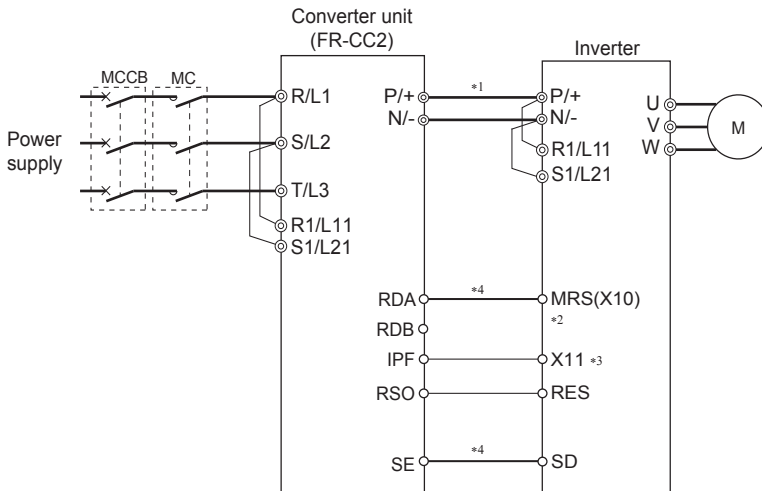 Converter unit
(FR-CC2)
Inverter
MCCB MC
R/L1
P/+
*1
P/+
U
N/-
N/-
V
M
Power
supply
S/L2
R1/L11
W
S1/L21
T/L3
R1/L11
S1/L21
RDA
*4
MRS(X10)
*2
RDB
IPF
X11 *3
RSO
RES
SE
*4
SD